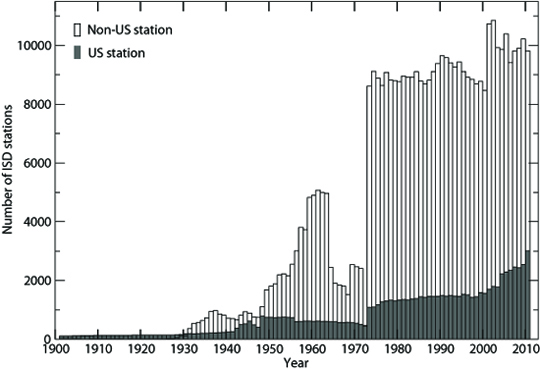 Non-US station
US station
10000
8000
6000
4000
2000
0
Number of ISD stations
1900 1910 1920 1930 1940 1950 1960 1970 1980 1990 2000 2010
Year